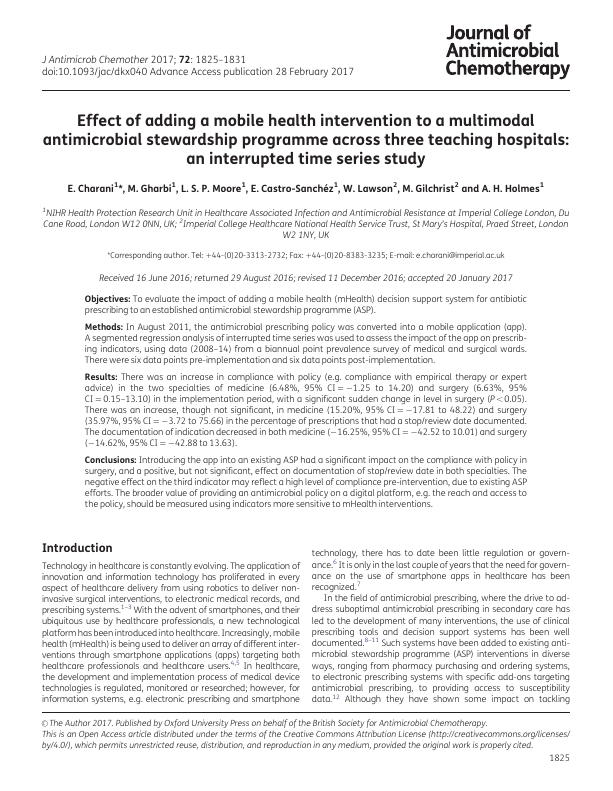 J Antimicrob Chemother 2017; 72: 1825–1831
doi:10.1093/jac/dkx040 Advance Access publication 28 February 2017
Journal of
Antimicrobial
Chemotherapy
Effect of adding a mobile health intervention to a multimodal
antimicrobial stewardship programme across three teaching hospitals:
an interrupted time series study
E. Charani1*, M. Gharbi1, L. S. P. Moore1, E. Castro-Sanchéz1, W. Lawson2, M. Gilchrist2 and A. H. Holmes1
1NIHR Health Protection Research Unit in Healthcare Associated Infection and Antimicrobial Resistance at Imperial College London, Du
Cane Road, London W12 0NN, UK; 2Imperial College Healthcare National Health Service Trust, St Mary's Hospital, Praed Street, London
W2 1NY, UK
*Corresponding author. Tel: +44-(0)20-3313-2732; Fax: +44-(0)20-8383-3235; E-mail: e.charani@imperial.ac.uk
Received 16 June 2016; returned 29 August 2016; revised 11 December 2016; accepted 20 January 2017
Objectives: To evaluate the impact of adding a mobile health (mHealth) decision support system for antibiotic
prescribing to an established antimicrobial stewardship programme (ASP).
Methods: In August 2011, the antimicrobial prescribing policy was converted into a mobile application (app).
A segmented regression analysis of interrupted time series was used to assess the impact of the app on prescrib-
ing indicators, using data (2008–14) from a biannual point prevalence survey of medical and surgical wards.
There were six data points pre-implementation and six data points post-implementation.
Results: There was an increase in compliance with policy (e.g. compliance with empirical therapy or expert
advice) in the two specialties of medicine (6.48%, 95% CI = −1.25 to 14.20) and surgery (6.63%, 95%
CI = 0.15–13.10) in the implementation period, with a significant sudden change in level in surgery (P < 0.05).
There was an increase, though not significant, in medicine (15.20%, 95% CI = −17.81 to 48.22) and surgery
(35.97%, 95% CI = −3.72 to 75.66) in the percentage of prescriptions that had a stop/review date documented.
The documentation of indication decreased in both medicine (−16.25%, 95% CI = −42.52 to 10.01) and surgery
(−14.62%, 95% CI = −42.88 to 13.63).
Conclusions: Introducing the app into an existing ASP had a significant impact on the compliance with policy in
surgery, and a positive, but not significant, effect on documentation of stop/review date in both specialties. The
negative effect on the third indicator may reflect a high level of compliance pre-intervention, due to existing ASP
efforts. The broader value of providing an antimicrobial policy on a digital platform, e.g. the reach and access to
the policy, should be measured using indicators more sensitive to mHealth interventions.
Introduction
Technology in healthcare is constantly evolving. The application of
innovation and information technology has proliferated in every
aspect of healthcare delivery from using robotics to deliver non-
invasive surgical interventions, to electronic medical records, and
prescribing systems.1–3 With the advent of smartphones, and their
ubiquitous use by healthcare professionals, a new technological
platform has been introduced into healthcare. Increasingly, mobile
health (mHealth) is being used to deliver an array of different inter-
ventions through smartphone applications (apps) targeting both
healthcare professionals and healthcare users.4,5 In healthcare,
the development and implementation process of medical device
technologies is regulated, monitored or researched; however, for
information systems, e.g. electronic prescribing and smartphone
technology, there has to date been little regulation or govern-
ance.6 It is only in the last couple of years that the need for govern-
ance on the use of smartphone apps in healthcare has been
recognized.7
In the field of antimicrobial prescribing, where the drive to ad-
dress suboptimal antimicrobial prescribing in secondary care has
led to the development of many interventions, the use of clinical
prescribing tools and decision support systems has been well
documented.8–11 Such systems have been added to existing anti-
microbial stewardship programme (ASP) interventions in diverse
ways, ranging from pharmacy purchasing and ordering systems,
to electronic prescribing systems with specific add-ons targeting
antimicrobial prescribing, to providing access to susceptibility
data.12 Although they have shown some impact on tackling
© The Author 2017. Published by Oxford University Press on behalf of the British Society for Antimicrobial Chemotherapy.
This is an Open Access article distributed under the terms of the Creative Commons Attribution License (http://creativecommons.org/licenses/
by/4.0/), which permits unrestricted reuse, distribution, and reproduction in any medium, provided the original work is properly cited.
1825